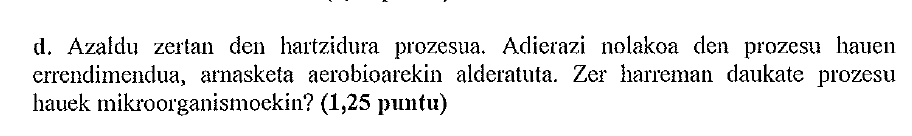 d. Azaldu zertan den hartzidura prozesua. Adierazi nolakoa den prozesu hauen
errendimendua, arnasketa aerobioarekin alderatuta. Zer harreman daukate prozesu
hauek mikroorganismoekin? (1,25 puntu)